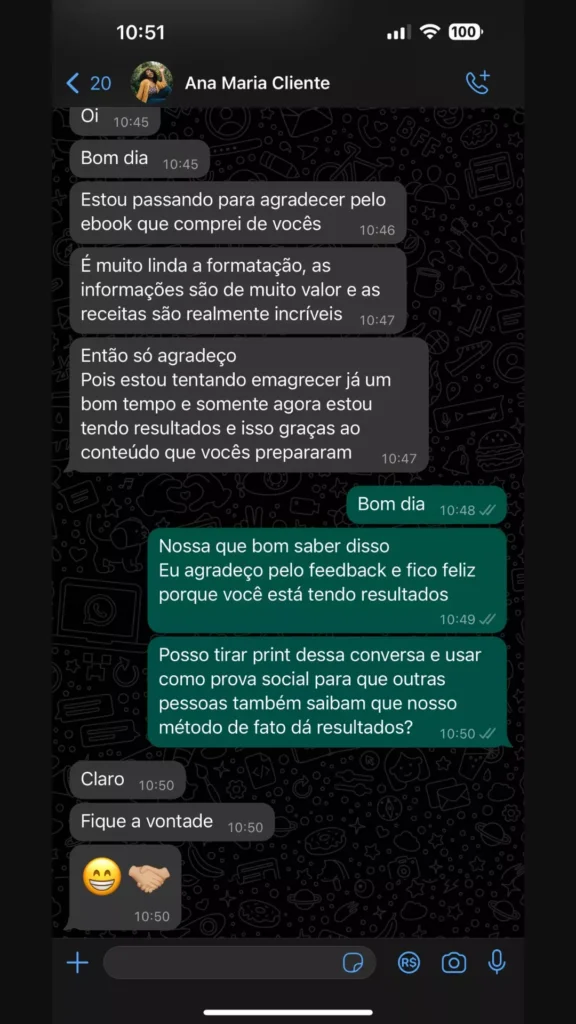 10:51
100
20
Ana Maria Cliente
Oi 10:45
Bom dia 10:45
Estou passando para agradecer pelo
ebook que comprei de vocês 10:46
É muito linda a formatação, as
informações são de muito valor e as
receitas são realmente incríveis 10:47
Então só agradeço
Pois estou tentando emagrecer já um
bom tempo e somente agora estou
tendo resultados e isso graças ao
conteúdo que vocês prepararam 10:47
Bom dia 10:48
Nossa que bom saber disso
Eu agradeço pelo feedback e fico feliz
porque você está tendo resultados
10:49
Posso tirar print dessa conversa e usar
como prova social para que outras
pessoas também saibam que nosso
método de fato dá resultados? 10:50
Claro 10:50
Fique a vontade 10:50
😁🤝🏼
10:50
R$